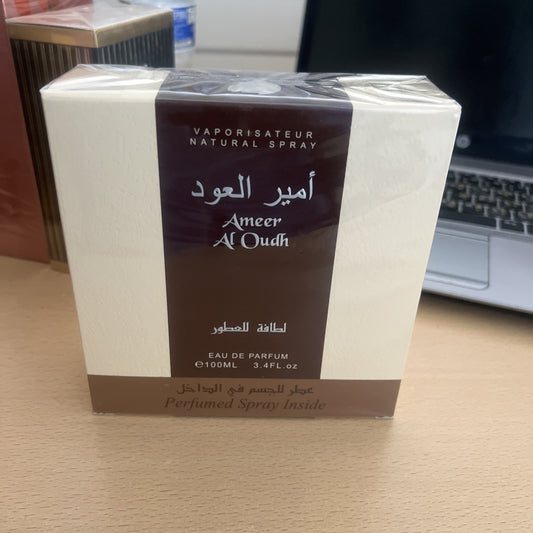 VAPORISATEUR
NATURAL SPRAY
أمير العود
Ameer
Al Oudh
لطافة للعطور
EAU DE PARFUM
℮100ML 3.4FL.oz
عطر للجسم في الداخل
Perfumed Spray Inside